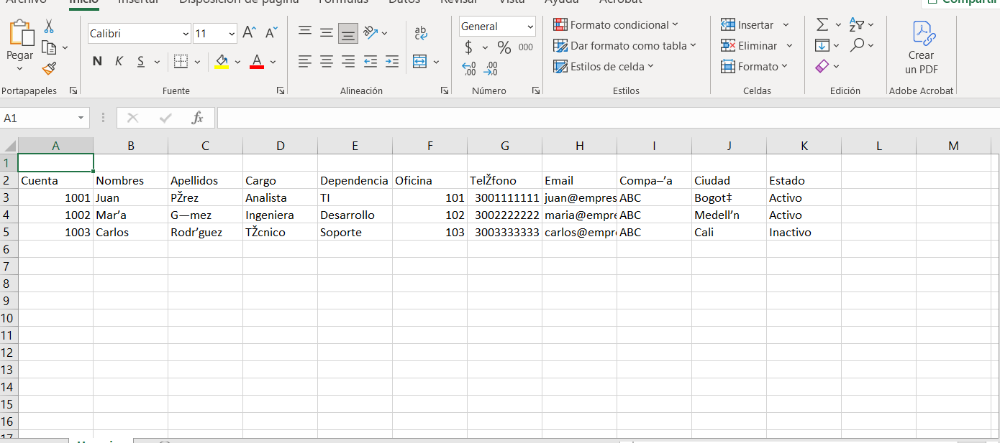 Archivo Inicio Insertar Disposición de página Fórmulas Datos Revisar Vista Ayuda Acrobat Compartir
Pegar
Portapapeles
Calibri 11
N K S
Fuente
Alineación
General
$ % 000
Número
Formato condicional
Dar formato como tabla
Estilos de celda
Estilos
Insertar
Eliminar
Formato
Celdas
Edición
Crear
un PDF
Adobe Acrobat
A1 fx
A B C D E F G H I J K L M
1
2 Cuenta Nombres Apellidos Cargo Dependencia Oficina TelŽfono Email Compa–’a Ciudad Estado
3 1001 Juan PŽrez Analista TI 101 3001111111 juan@empres ABC Bogot‡ Activo
4 1002 Mar’a G—mez Ingeniera Desarrollo 102 3002222222 maria@empre ABC Medell’n Activo
5 1003 Carlos Rodr’guez TŽcnico Soporte 103 3003333333 carlos@empre ABC Cali Inactivo
6
7
8
9
10
11
12
13
14
15
16
17